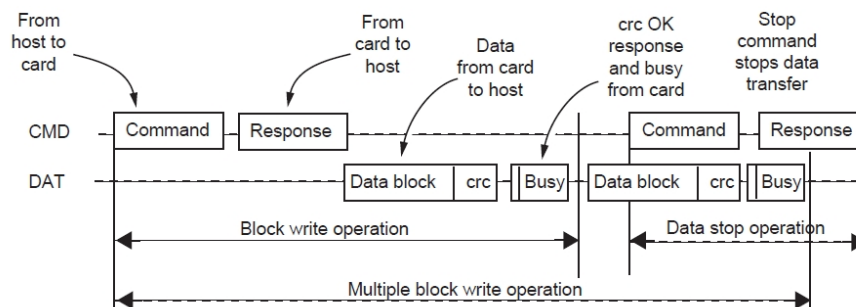 From
host to
card
From
card to
host
Data
from card
to host
crc OK
response
and busy
from card
Stop
command
stops data
transfer
CMD
Command
Response
Command
Response
DAT
Data block
crc
Busy
Data block
crc
Busy
Block write operation
Data stop operation
Multiple block write operation